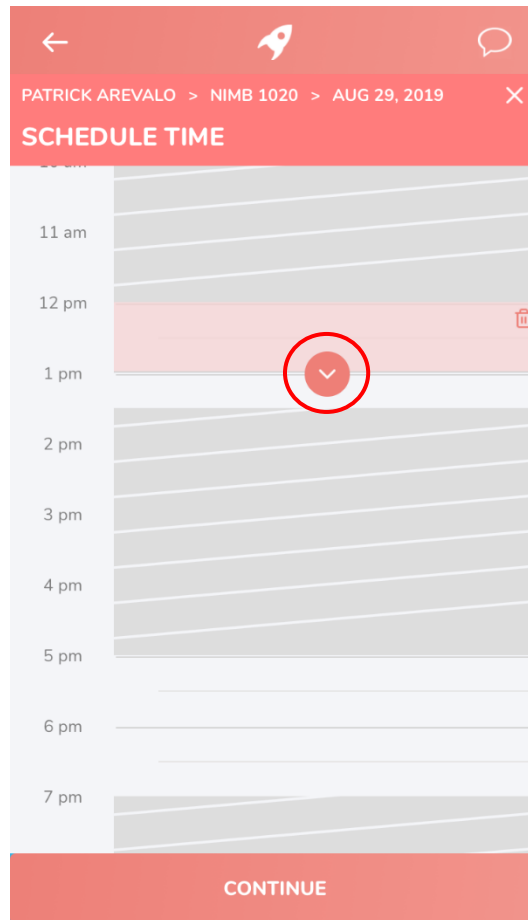 PATRICK AREVALO > NIMB 1020 > AUG 29, 2019
SCHEDULE TIME
11 am
12 pm
1 pm
2 pm
3 pm
4 pm
5 pm
6 pm
7 pm
CONTINUE